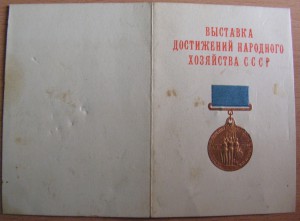 ВЫСТАВКА
ДОСТИЖЕНИЙ НАРОДНОГО
ХОЗЯЙСТВА СССР